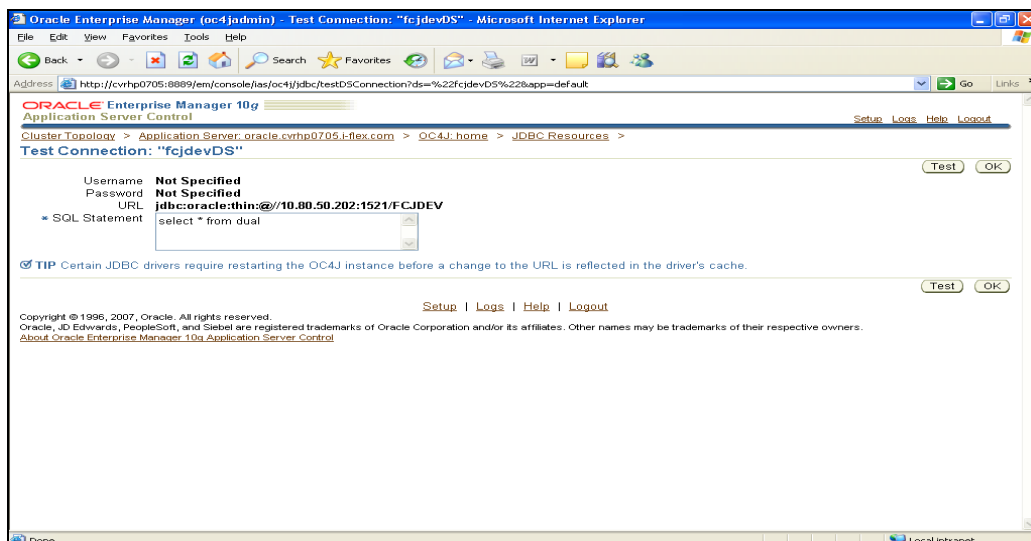 Oracle Enterprise Manager (oc4jadmin) - Test Connection: "fcjdevDS" - Microsoft Internet Explorer
File Edit View Favorites Tools Help
Back Search Favorites
Address http://cvrhp0705:8889/em/console/ias/oc4j/jdbc/testDSConnection?ds=%22fcjdevDS%22&app=default Go Links
ORACLE Enterprise Manager 10g
Application Server Control
Setup Logs Help Logout
Cluster Topology > Application Server: oracle.cvrhp0705.i-flex.com > OC4J: home > JDBC Resources >
Test Connection: "fcjdevDS"
Test OK
Username Not Specified
Password Not Specified
URL jdbc:oracle:thin:@//10.80.50.202:1521/FCJDEV
* SQL Statement select * from dual
TIP Certain JDBC drivers require restarting the OC4J instance before a change to the URL is reflected in the driver's cache.
Test OK
Setup | Logs | Help | Logout
Copyright © 1996, 2007, Oracle. All rights reserved.
Oracle, JD Edwards, PeopleSoft, and Siebel are registered trademarks of Oracle Corporation and/or its affiliates. Other names may be trademarks of their respective owners.
About Oracle Enterprise Manager 10g Application Server Control
Done Local intranet